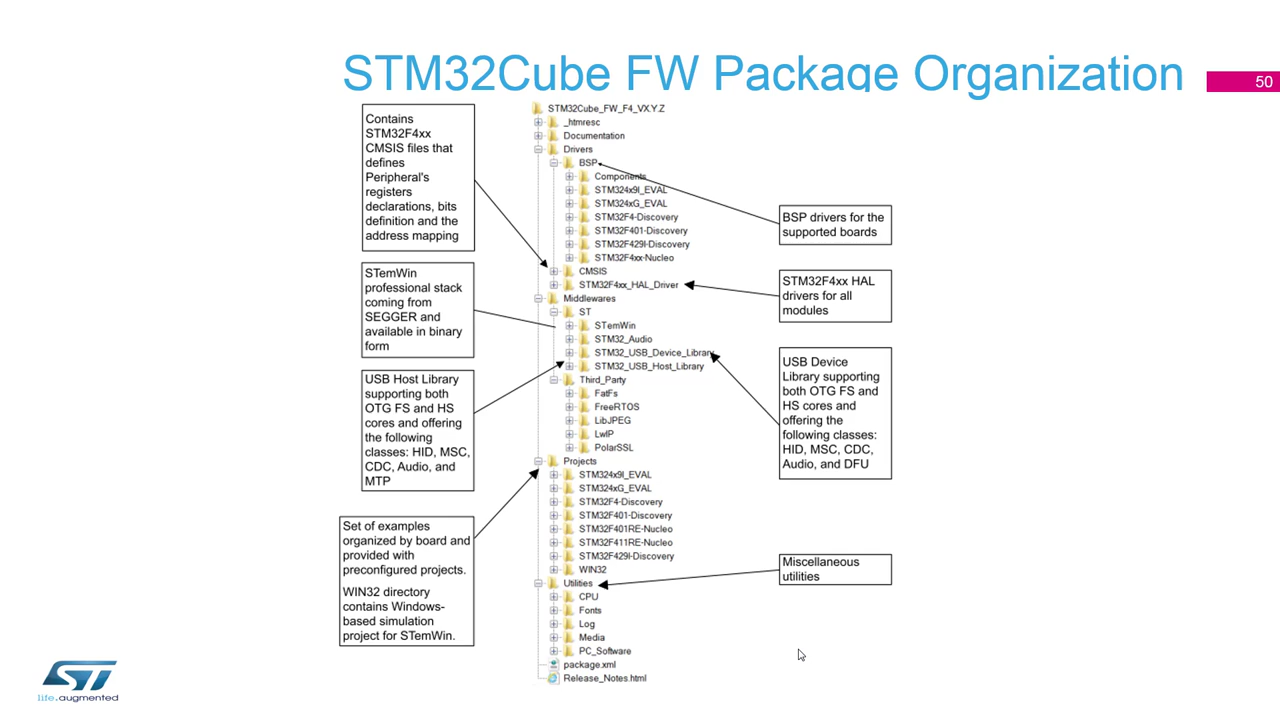 STM32Cube FW Package Organization
50
Contains
STM32F4xx
CMSIS files that
defines
Peripheral's
registers
declarations, bits
definition and the
address mapping
STemWin
professional stack
coming from
SEGGER and
available in binary
form
USB Host Library
supporting both
OTG FS and HS
cores and offering
the following
classes: HID, MSC,
CDC, Audio, and
MTP
Set of examples
organized by board and
provided with
preconfigured projects.
WIN32 directory
contains Windows-
based simulation
project for STemWin.
STM32Cube_FW_F4_VX.Y.Z
_htmresc
Documentation
Drivers
BSP
Components
STM324x9I_EVAL
STM324xG_EVAL
STM32F4-Discovery
STM32F401-Discovery
STM32F429I-Discovery
STM32F4xx-Nucleo
CMSIS
STM32F4xx_HAL_Driver
Middlewares
ST
STemWin
STM32_Audio
STM32_USB_Device_Library
STM32_USB_Host_Library
Third_Party
FatFs
FreeRTOS
LibJPEG
LwIP
PolarSSL
Projects
STM324x9I_EVAL
STM324xG_EVAL
STM32F4-Discovery
STM32F401-Discovery
STM32F401RE-Nucleo
STM32F411RE-Nucleo
STM32F429I-Discovery
WIN32
Utilities
CPU
Fonts
Log
Media
PC_Software
package.xml
Release_Notes.html
BSP drivers for the
supported boards
STM32F4xx HAL
drivers for all
modules
USB Device
Library supporting
both OTG FS and
HS cores and
offering the
following classes:
HID, MSC, CDC,
Audio, and DFU
Miscellaneous
utilities
ST
life.augmented